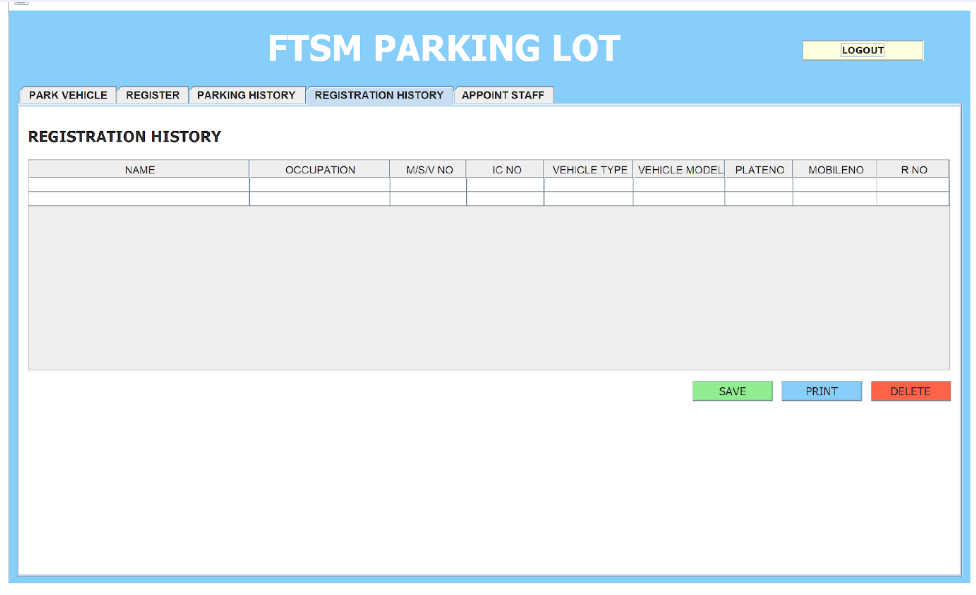 FTSM PARKING LOT
LOGOUT
PARK VEHICLE REGISTER PARKING HISTORY REGISTRATION HISTORY APPOINT STAFF
REGISTRATION HISTORY
NAME OCCUPATION M/S/V NO IC NO VEHICLE TYPE VEHICLE MODEL PLATENO MOBILENO R NO
SAVE PRINT DELETE